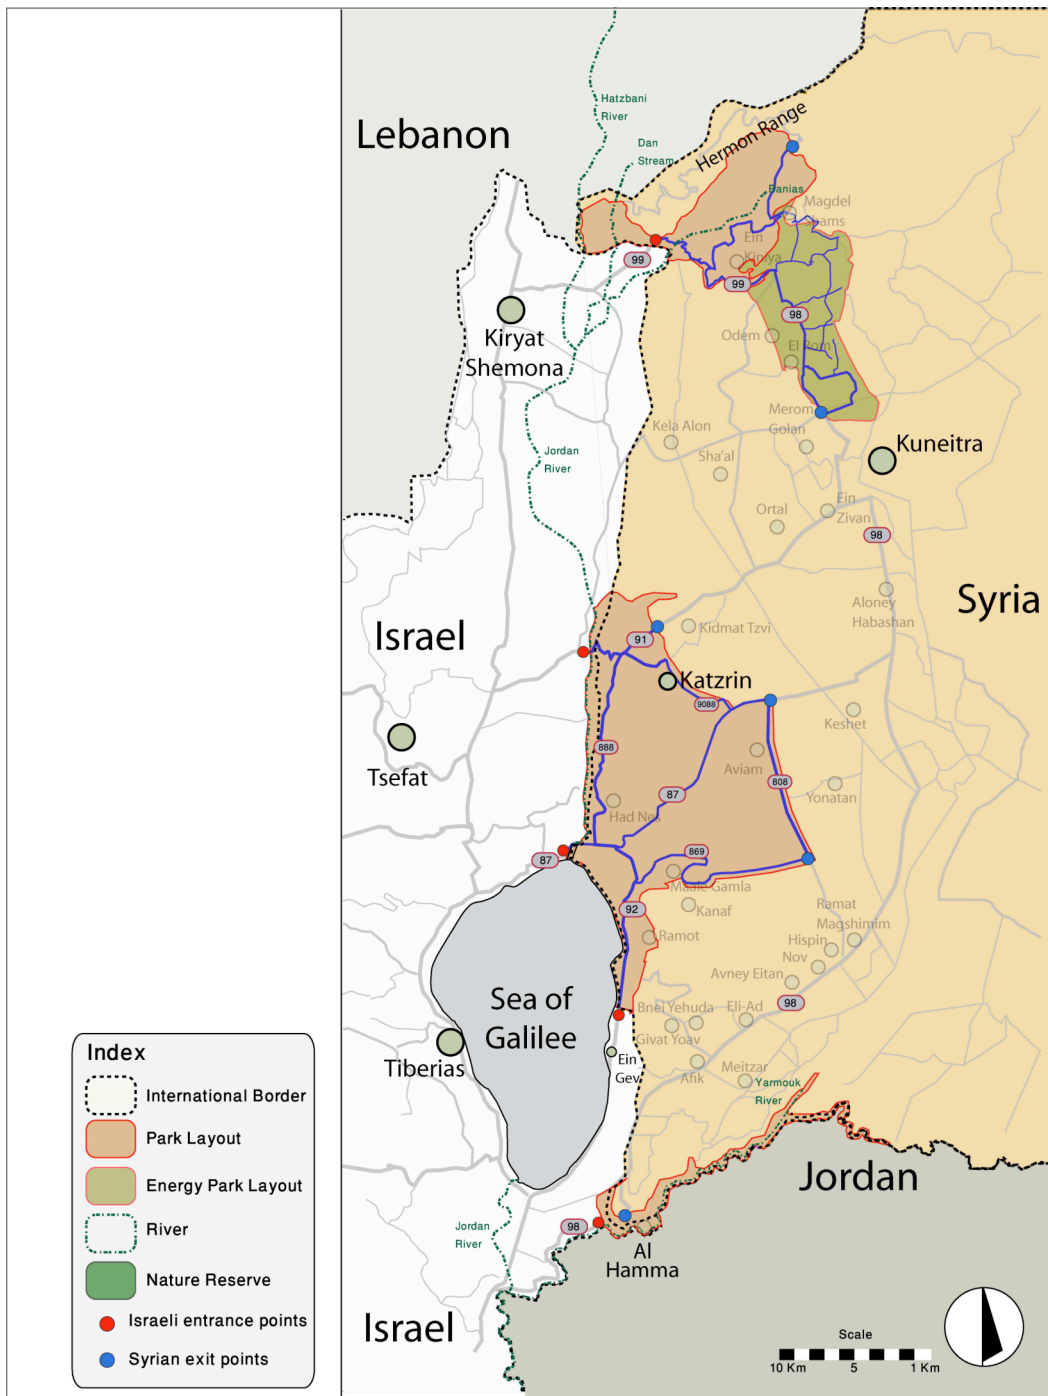 Hatzbani
River
Lebanon
Dan
Stream
Hermon Range
Banias
Magdel
Shams
Ein
Kiniya
99
99
98
Kiryat
Shemona
Odem
El Rom
Merom
Golan
Kela Alon
Kuneitra
Sha'al
Jordan
River
Ortal
Ein
Zivan
98
Syria
Aloney
Habashan
Israel
91
Kidmat Tzvi
Katzrin
9088
Keshet
888
Tsefat
Aviam
808
87
Yonatan
Had Nes
87
869
Maale Gamla
Kanaf
92
Ramat
Magshimim
Ramot
Hispin
Nov
Avney Eitan
Sea of
Galilee
Bnei Yehuda
Eli-Ad
98
Givat Yoav
Tiberias
Ein
Gev
Afik
Meitzar
Yarmouk
River
Jordan
Jordan
River
98
Al
Hamma
Israel
Index
International Border
Park Layout
Energy Park Layout
River
Nature Reserve
Israeli entrance points
Syrian exit points
Scale
10 Km 5 1 Km